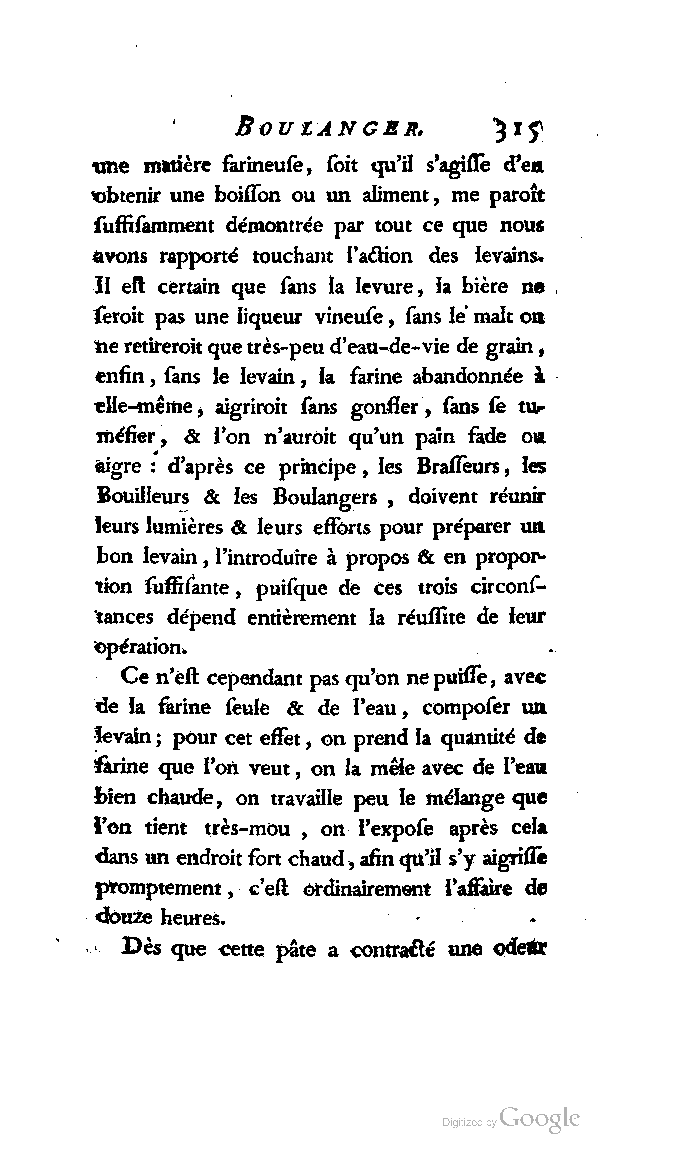 BOULANGER. 315
une matière farineuſe, ſoit qu'il s'agiſſe d'en
obtenir une boiſſon ou un aliment, me paroît
ſuffiſamment démontrée par tout ce que nous
avons rapporté touchant l'action des levains.
Il eſt certain que ſans la levure, la bière ne
ſeroit pas une liqueur vineuſe, ſans le malt on
ne retireroit que très-peu d'eau-de-vie de grain,
enfin, ſans le levain, la farine abandonnée à
elle-même, aigriroit ſans gonfler, ſans ſe tu-
méfier, & l'on n'auroit qu'un pain fade ou
aigre : d'après ce principe, les Braſſeurs, les
Bouilleurs & les Boulangers, doivent réunir
leurs lumières & leurs efforts pour préparer un
bon levain, l'introduire à propos & en propor-
tion ſuffiſante, puiſque de ces trois circonſ-
tances dépend entièrement la réuſſite de leur
opération.
Ce n'eſt cependant pas qu'on ne puiſſe, avec
de la farine ſeule & de l'eau, compoſer un
levain; pour cet effet, on prend la quantité de
farine que l'on veut, on la mêle avec de l'eau
bien chaude, on travaille peu le mélange que
l'on tient très-mou, on l'expoſe après cela
dans un endroit fort chaud, afin qu'il s'y aigriſſe
promptement, c'eſt ordinairement l'affaire de
douze heures.
Dès que cette pâte a contracté une odeur
Digitized by Google